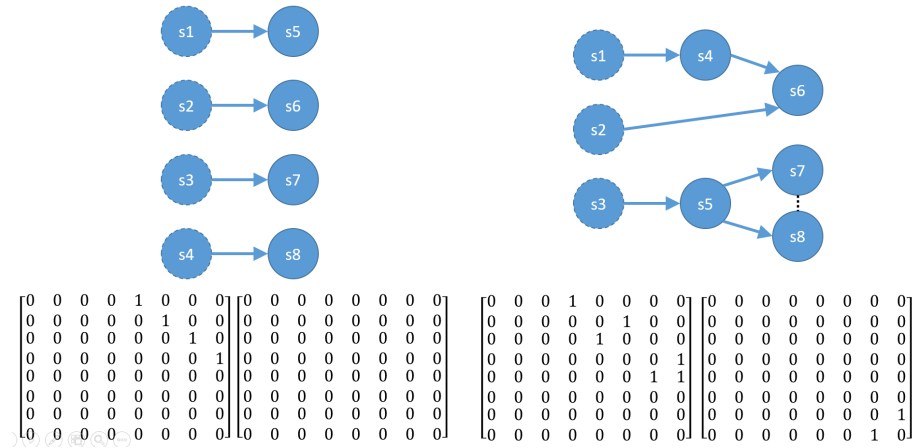 s1 s5
s2 s6
s3 s7
s4 s8
s1 s4
s6
s2
s7
s3 s5
s8
0 0 0 0 1 0 0 0
0 0 0 0 0 1 0 0
0 0 0 0 0 0 1 0
0 0 0 0 0 0 0 1
0 0 0 0 0 0 0 0
0 0 0 0 0 0 0 0
0 0 0 0 0 0 0 0
0 0 0 0 0 0 0 0
0 0 0 0 0 0 0 0
0 0 0 0 0 0 0 0
0 0 0 0 0 0 0 0
0 0 0 0 0 0 0 0
0 0 0 0 0 0 0 0
0 0 0 0 0 0 0 0
0 0 0 0 0 0 0 0
0 0 0 0 0 0 0 0
0 0 0 1 0 0 0 0
0 0 0 0 0 1 0 0
0 0 0 0 1 0 0 0
0 0 0 0 0 0 0 1
0 0 0 0 0 0 1 1
0 0 0 0 0 0 0 0
0 0 0 0 0 0 0 0
0 0 0 0 0 0 0 0
0 0 0 0 0 0 0 0
0 0 0 0 0 0 0 0
0 0 0 0 0 0 0 0
0 0 0 0 0 0 0 0
0 0 0 0 0 0 0 0
0 0 0 0 0 0 0 0
0 0 0 0 0 0 0 1
0 0 0 0 0 0 1 0